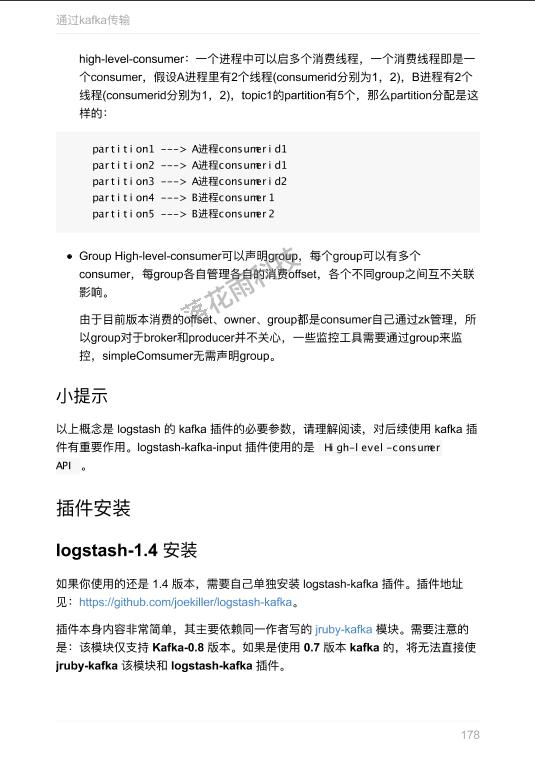 通过kafka传输
high-level-consumer：一个进程中可以启多个消费线程，一个消费线程即是一
个consumer，假设A进程里有2个线程(consumerid分别为1，2)，B进程有2个
线程(consumerid分别为1，2)，topic1的partition有5个，那么partition分配是这
样的：
partition1 ---> A进程consumerid1
partition2 ---> A进程consumerid1
partition3 ---> A进程consumerid2
partition4 ---> B进程consumer1
partition5 ---> B进程consumer2
● Group High-level-consumer可以声明group，每个group可以有多个
consumer，每group各自管理各自的消费offset，各个不同group之间互不关联
影响。
由于目前版本消费的offset、owner、group都是consumer自己通过zk管理，所
以group对于broker和producer并不关心，一些监控工具需要通过group来监
控，simpleComsumer无需声明group。
落花雨科技
小提示
以上概念是 logstash 的 kafka 插件的必要参数，请理解阅读，对后续使用 kafka 插
件有重要作用。logstash-kafka-input 插件使用的是 High-level-consumer
API 。
插件安装
logstash-1.4 安装
如果你使用的还是 1.4 版本，需要自己单独安装 logstash-kafka 插件。插件地址
见：https://github.com/joekiller/logstash-kafka。
插件本身内容非常简单，其主要依赖同一作者写的 jruby-kafka 模块。需要注意的
是：该模块仅支持 Kafka-0.8 版本。如果是使用 0.7 版本 kafka 的，将无法直接使
jruby-kafka 该模块和 logstash-kafka 插件。
178